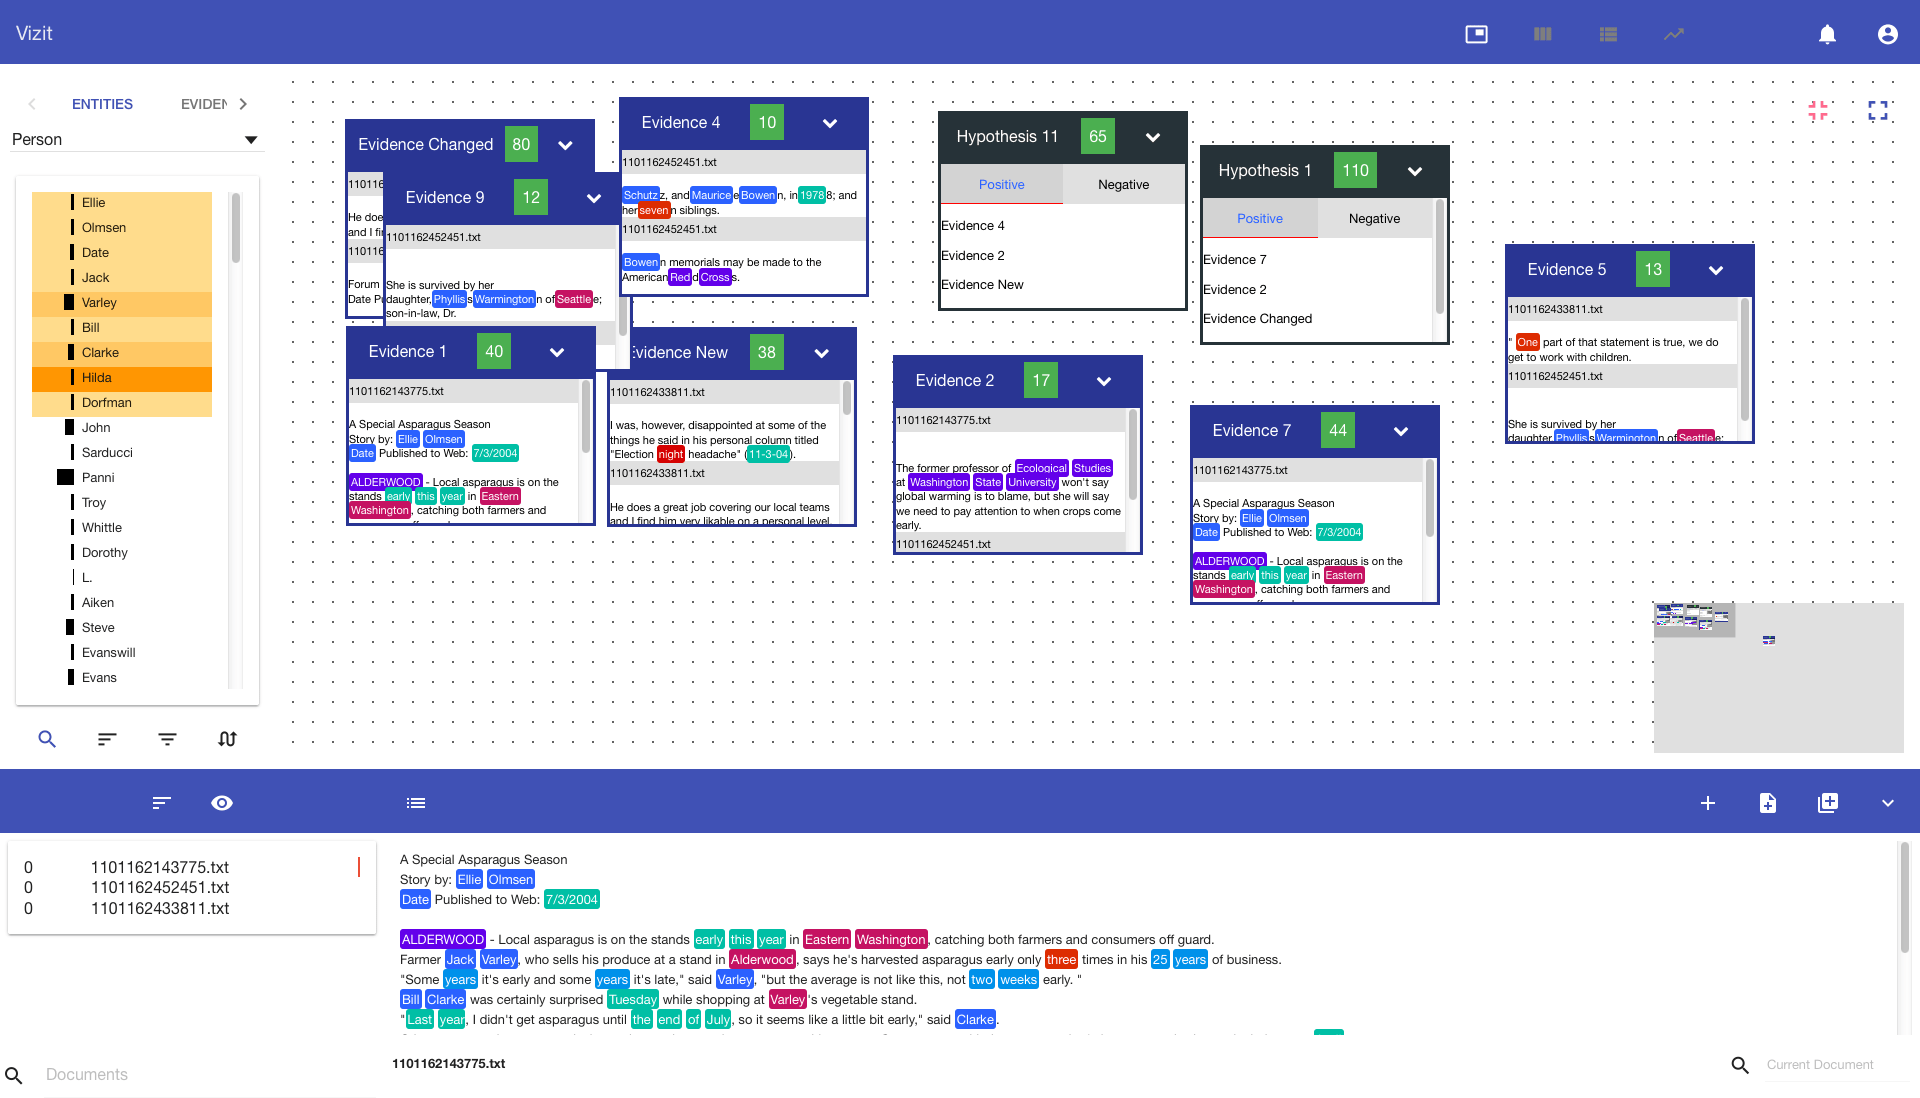 Vizit
ENTITIES
EVIDEN
Person
Ellie
Olmsen
Date
Jack
Varley
Bill
Clarke
Hilda
Dorfman
John
Sarducci
Panni
Troy
Whittle
Dorothy
L.
Aiken
Steve
Evanswill
Evans
Evidence Changed 80
110116
He doe
and I fi
11016
Forum
Date P
Evidence 9 12
1101162452451.txt
She is survived by her
daughter, Phyllis s Warmington n of Seattle e;
son-in-law, Dr.
Evidence 4 10
1101162452451.txt
Schutz z, and Maurice e Bowen n, in 1978 8; and
her seven n siblings.
1101162452451.txt
Bowen n memorials may be made to the
American Red d Cross s.
Evidence 1 40
1101162143775.txt
A Special Asparagus Season
Story by: Ellie Olmsen
Date Published to Web: 7/3/2004
ALDERWOOD - Local asparagus is on the
stands early this year in Eastern
Washington, catching both farmers and
Evidence New 38
1101162433811.txt
I was, however, disappointed at some of the
things he said in his personal column titled
"Election night headache" (11-3-04).
1101162433811.txt
He does a great job covering our local teams
and I find him very likable on a personal level
Hypothesis 11 65
Positive Negative
Evidence 4
Evidence 2
Evidence New
Hypothesis 1 110
Positive Negative
Evidence 7
Evidence 2
Evidence Changed
Evidence 2 17
1101162143775.txt
The former professor of Ecological Studies
at Washington State University won't say
global warming is to blame, but she will say
we need to pay attention to when crops come
early.
1101162452451.txt
Evidence 7 44
1101162143775.txt
A Special Asparagus Season
Story by: Ellie Olmsen
Date Published to Web: 7/3/2004
ALDERWOOD - Local asparagus is on the
stands early this year in Eastern
Washington, catching both farmers and
Evidence 5 13
1101162433811.txt
" One part of that statement is true, we do
get to work with children.
1101162452451.txt
She is survived by her
daughter, Phyllis s Warmington n of Seattle e;
0 1101162143775.txt
0 1101162452451.txt
0 1101162433811.txt
A Special Asparagus Season
Story by: Ellie Olmsen
Date Published to Web: 7/3/2004
ALDERWOOD - Local asparagus is on the stands early this year in Eastern Washington, catching both farmers and consumers off guard.
Farmer Jack Varley, who sells his produce at a stand in Alderwood, says he's harvested asparagus early only three times in his 25 years of business.
"Some years it's early and some years it's late," said Varley, "but the average is not like this, not two weeks early. "
Bill Clarke was certainly surprised Tuesday while shopping at Varley's vegetable stand.
"Last year, I didn't get asparagus until the end of July, so it seems like a little bit early," said Clarke.
Documents
1101162143775.txt
Current Document